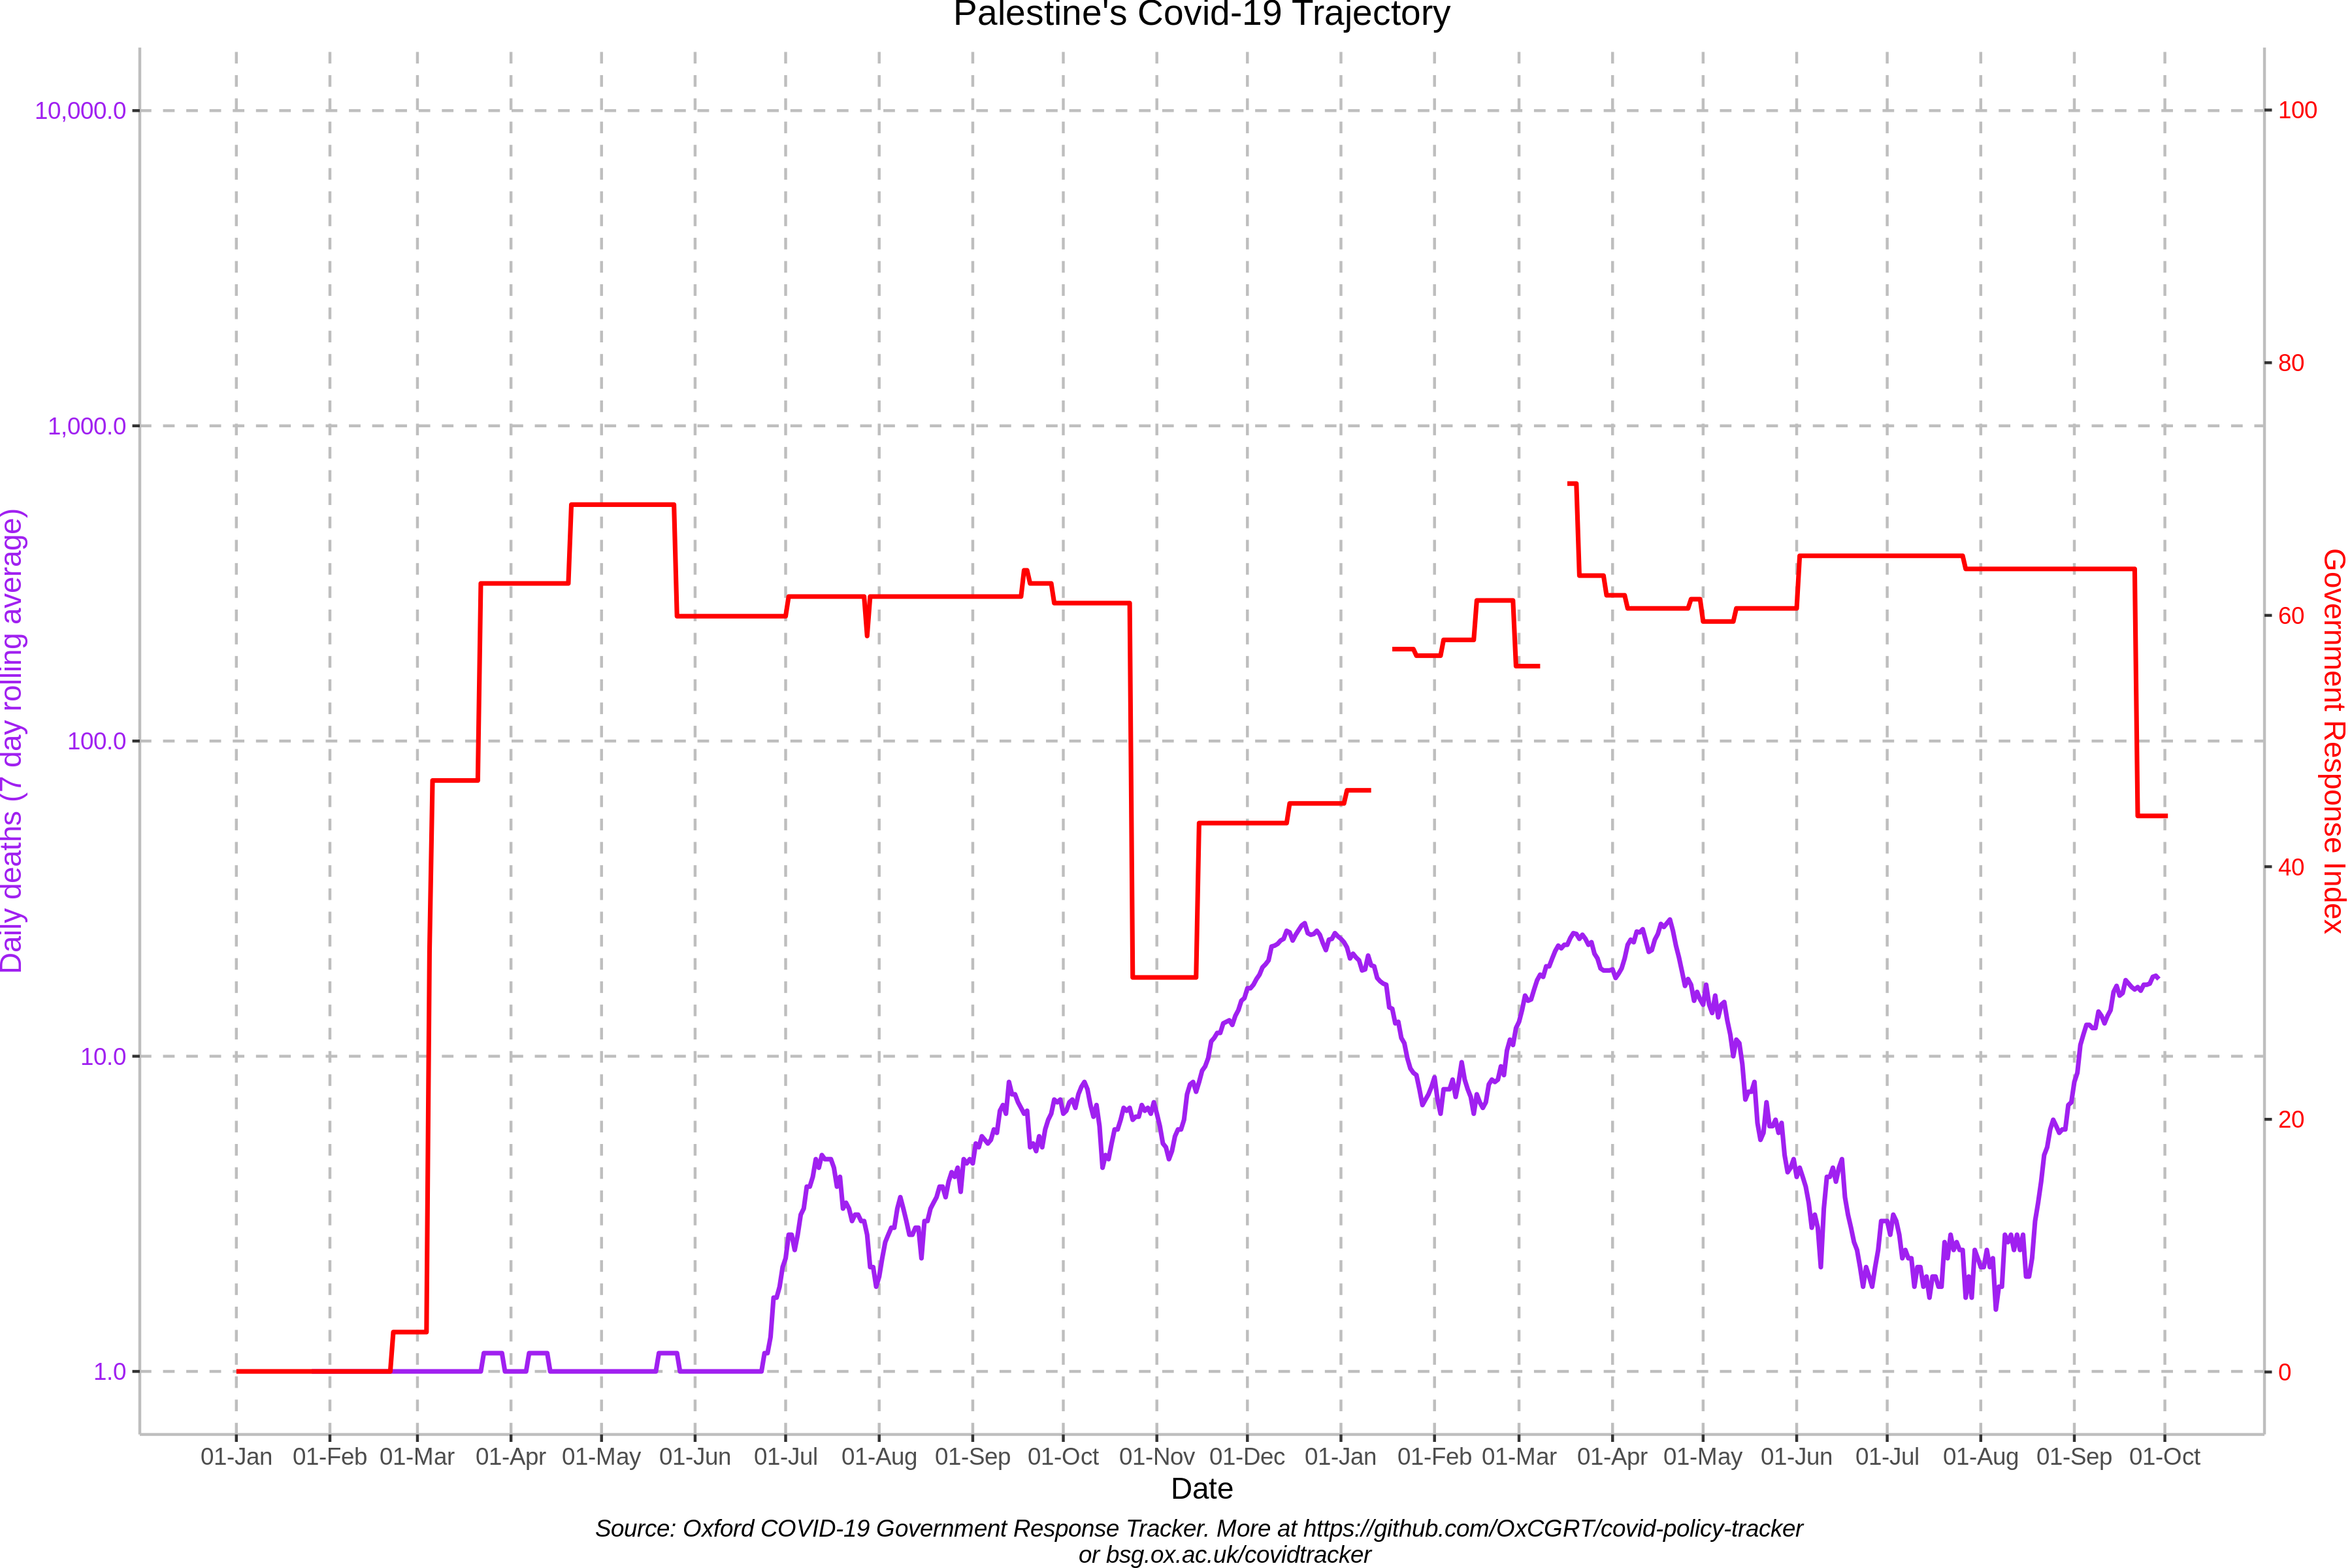 Palestine's Covid-19 Trajectory
10,000.0
1,000.0
100.0
10.0
1.0
Daily deaths (7 day rolling average)
100
80
60
40
20
0
Government Response Index
01-Jan 01-Feb 01-Mar 01-Apr 01-May 01-Jun 01-Jul 01-Aug 01-Sep 01-Oct 01-Nov 01-Dec 01-Jan 01-Feb 01-Mar 01-Apr 01-May 01-Jun 01-Jul 01-Aug 01-Sep 01-Oct
Date
Source: Oxford COVID-19 Government Response Tracker. More at https://github.com/OxCGRT/covid-policy-tracker
or bsg.ox.ac.uk/covidtracker